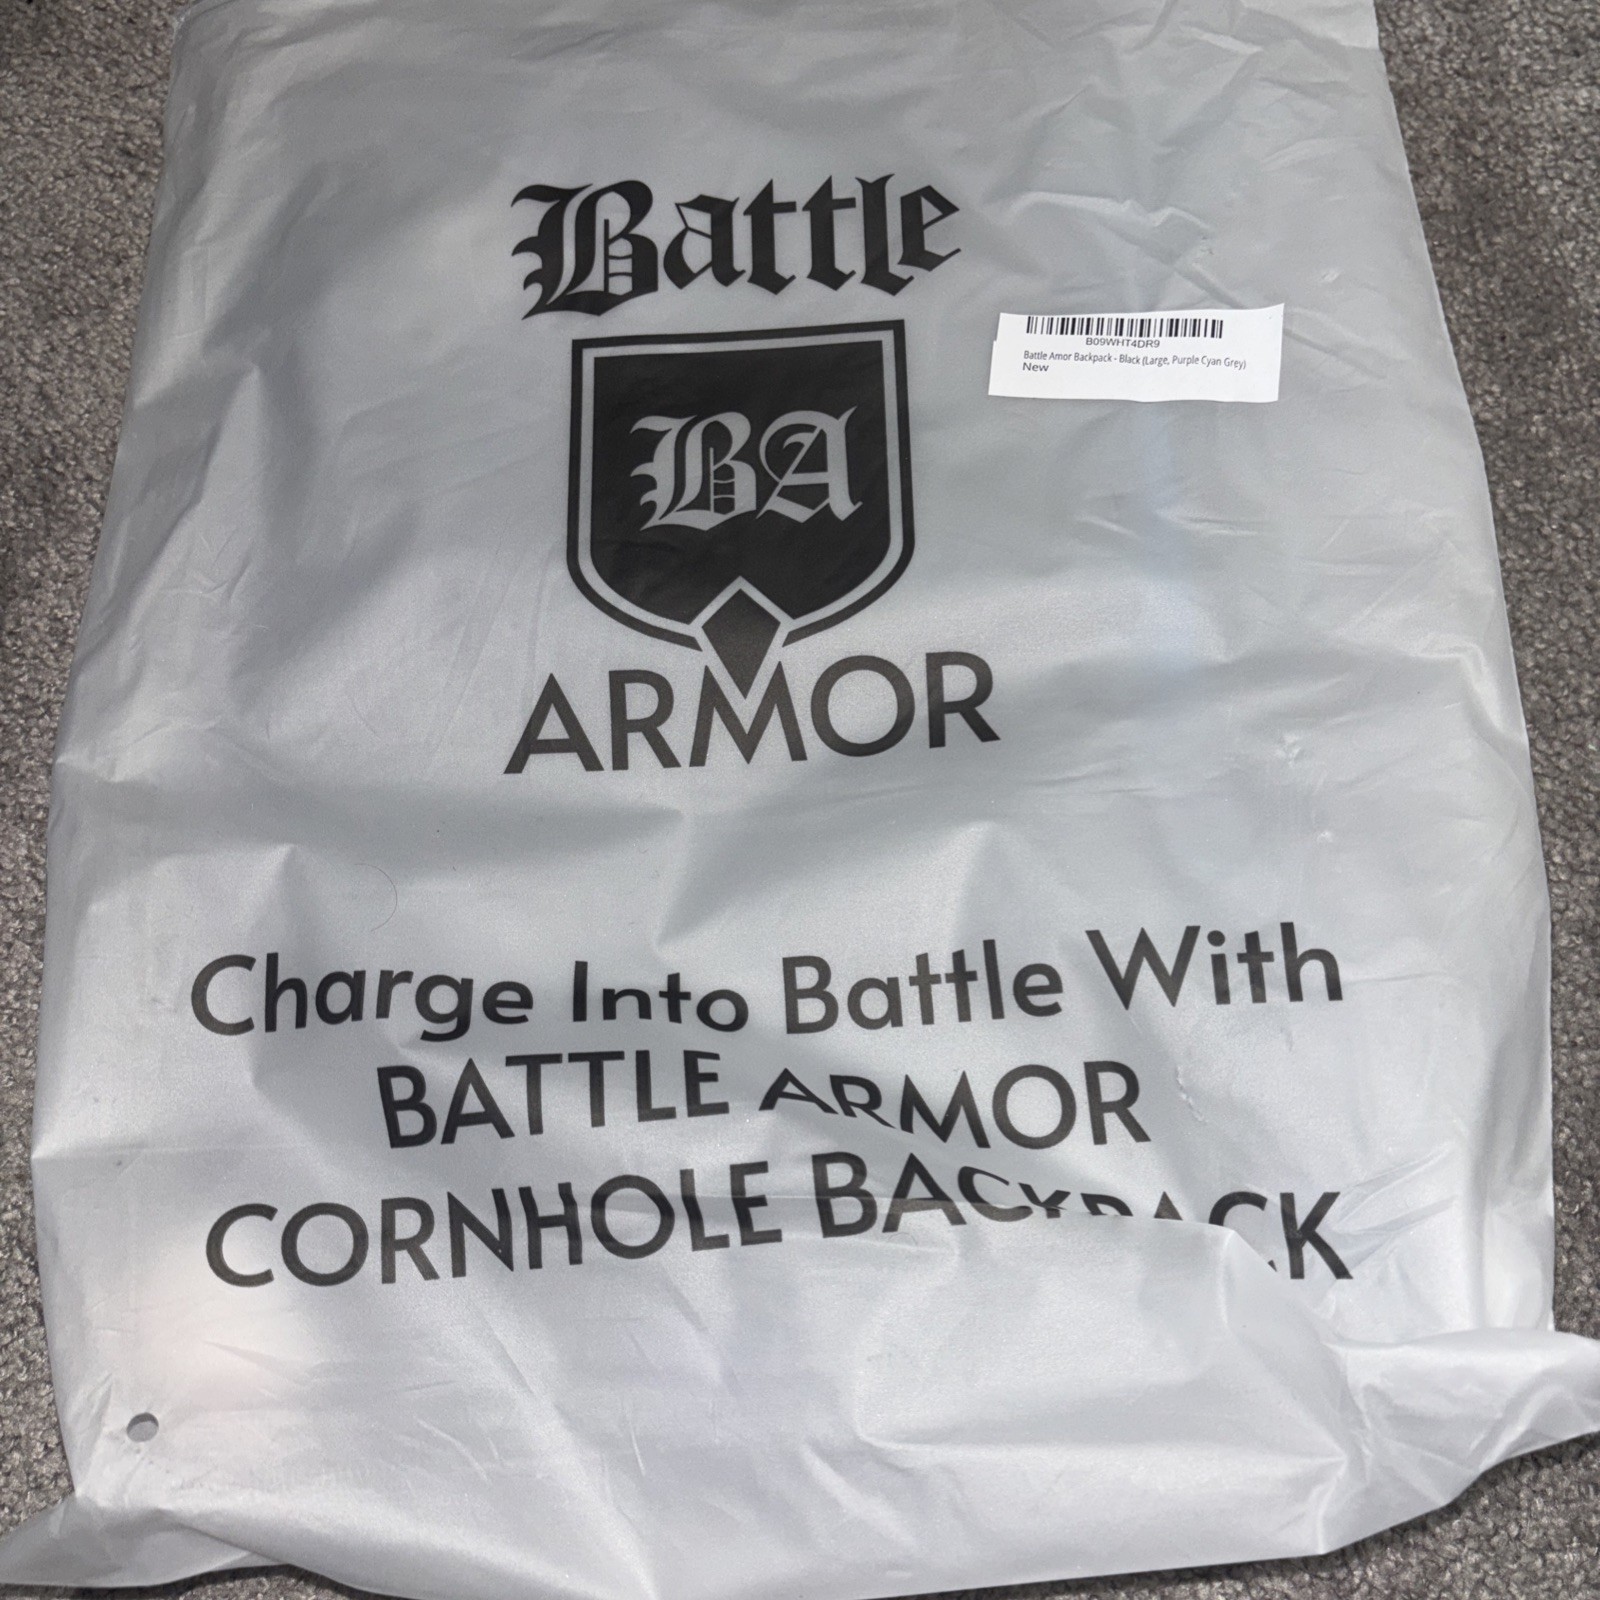 Battle
BA
ARMOR
B09WHT4DR9
Battle Amor Backpack - Black (Large, Purple Cyan Grey)
New
Charge Into Battle With
BATTLE ARMOR
CORNHOLE BACKPACK